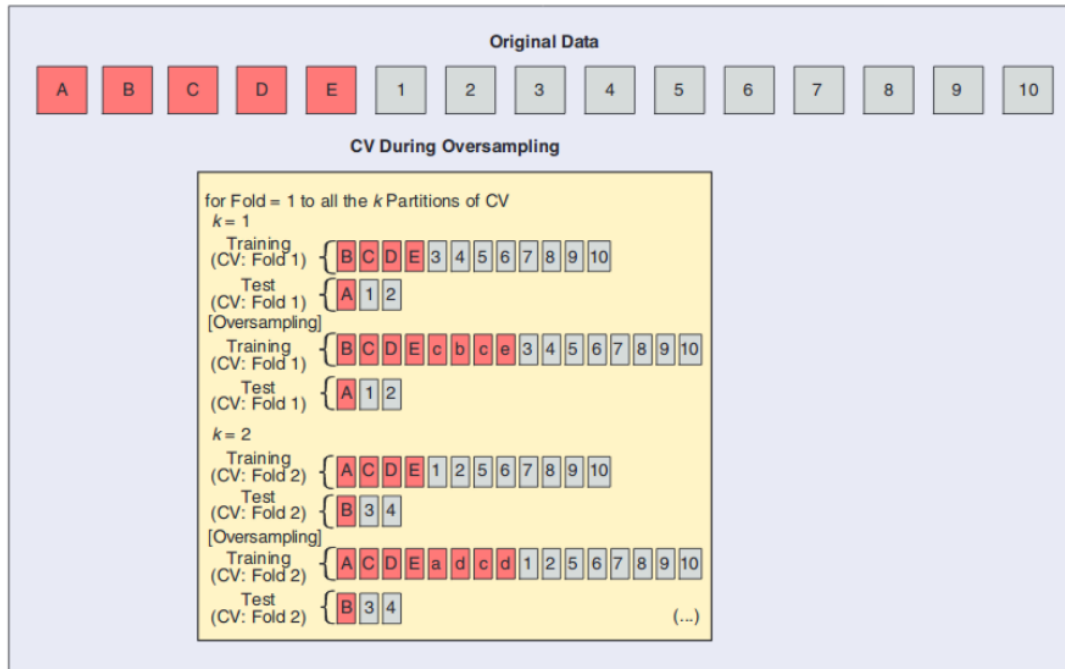 Original Data
A B C D E 1 2 3 4 5 6 7 8 9 10
CV During Oversampling
for Fold = 1 to all the k Partitions of CV
k = 1
Training
(CV: Fold 1)
B C D E 3 4 5 6 7 8 9 10
Test
(CV: Fold 1)
A 1 2
[Oversampling]
Training
(CV: Fold 1)
B C D E c b c e 3 4 5 6 7 8 9 10
Test
(CV: Fold 1)
A 1 2
k = 2
Training
(CV: Fold 2)
A C D E 1 2 5 6 7 8 9 10
Test
(CV: Fold 2)
B 3 4
[Oversampling]
Training
(CV: Fold 2)
A C D E a d c d 1 2 5 6 7 8 9 10
Test
(CV: Fold 2)
B 3 4
(...)